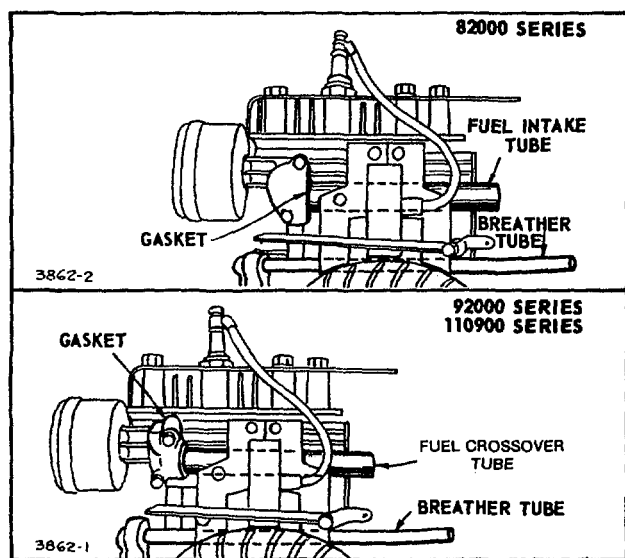 82000 SERIES
FUEL INTAKE
TUBE
BREATHER
TUBE
GASKET
3862-2
92000 SERIES
110900 SERIES
GASKET
FUEL CROSSOVER
TUBE
BREATHER TUBE
3862-1